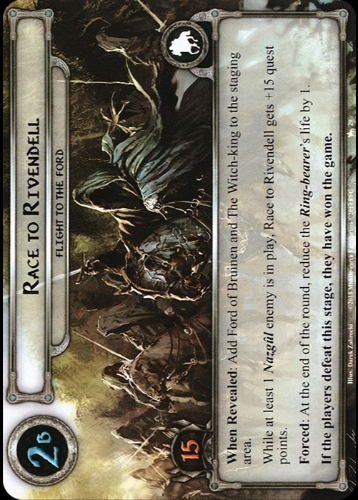 2B
RACE TO RIVENDELL
FLIGHT TO THE FORD
15
When Revealed: Add Ford of Bruinen and The Witch-king to the staging
area.
While at least 1 Nazgûl enemy is in play, Race to Rivendell gets +15 quest
points.
Forced: At the end of the round, reduce the Ring-bearer's life by 1.
If the players defeat this stage, they have won the game.
Illus. Darek Zabrocki